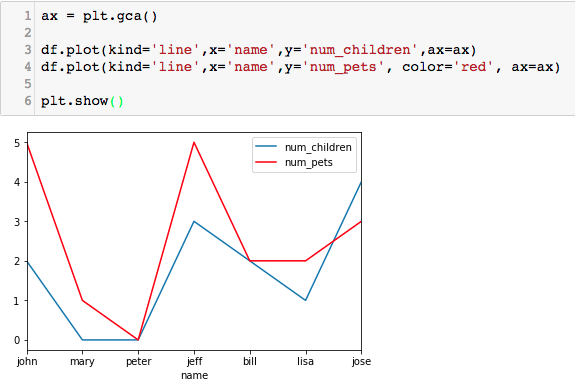 1 ax = plt.gca()
2
3 df.plot(kind='line',x='name',y='num_children',ax=ax)
4 df.plot(kind='line',x='name',y='num_pets', color='red', ax=ax)
5
6 plt.show()
num_children
num_pets
5
4
3
2
1
0
john mary peter jeff bill lisa jose
name